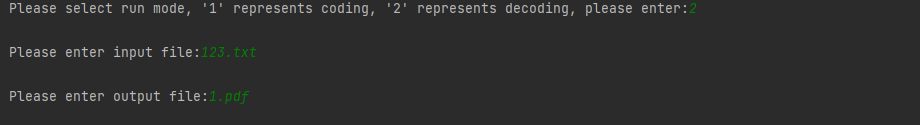 Please select run mode, '1' represents coding, '2' represents decoding, please enter:2
Please enter input file:123.txt
Please enter output file:1.pdf